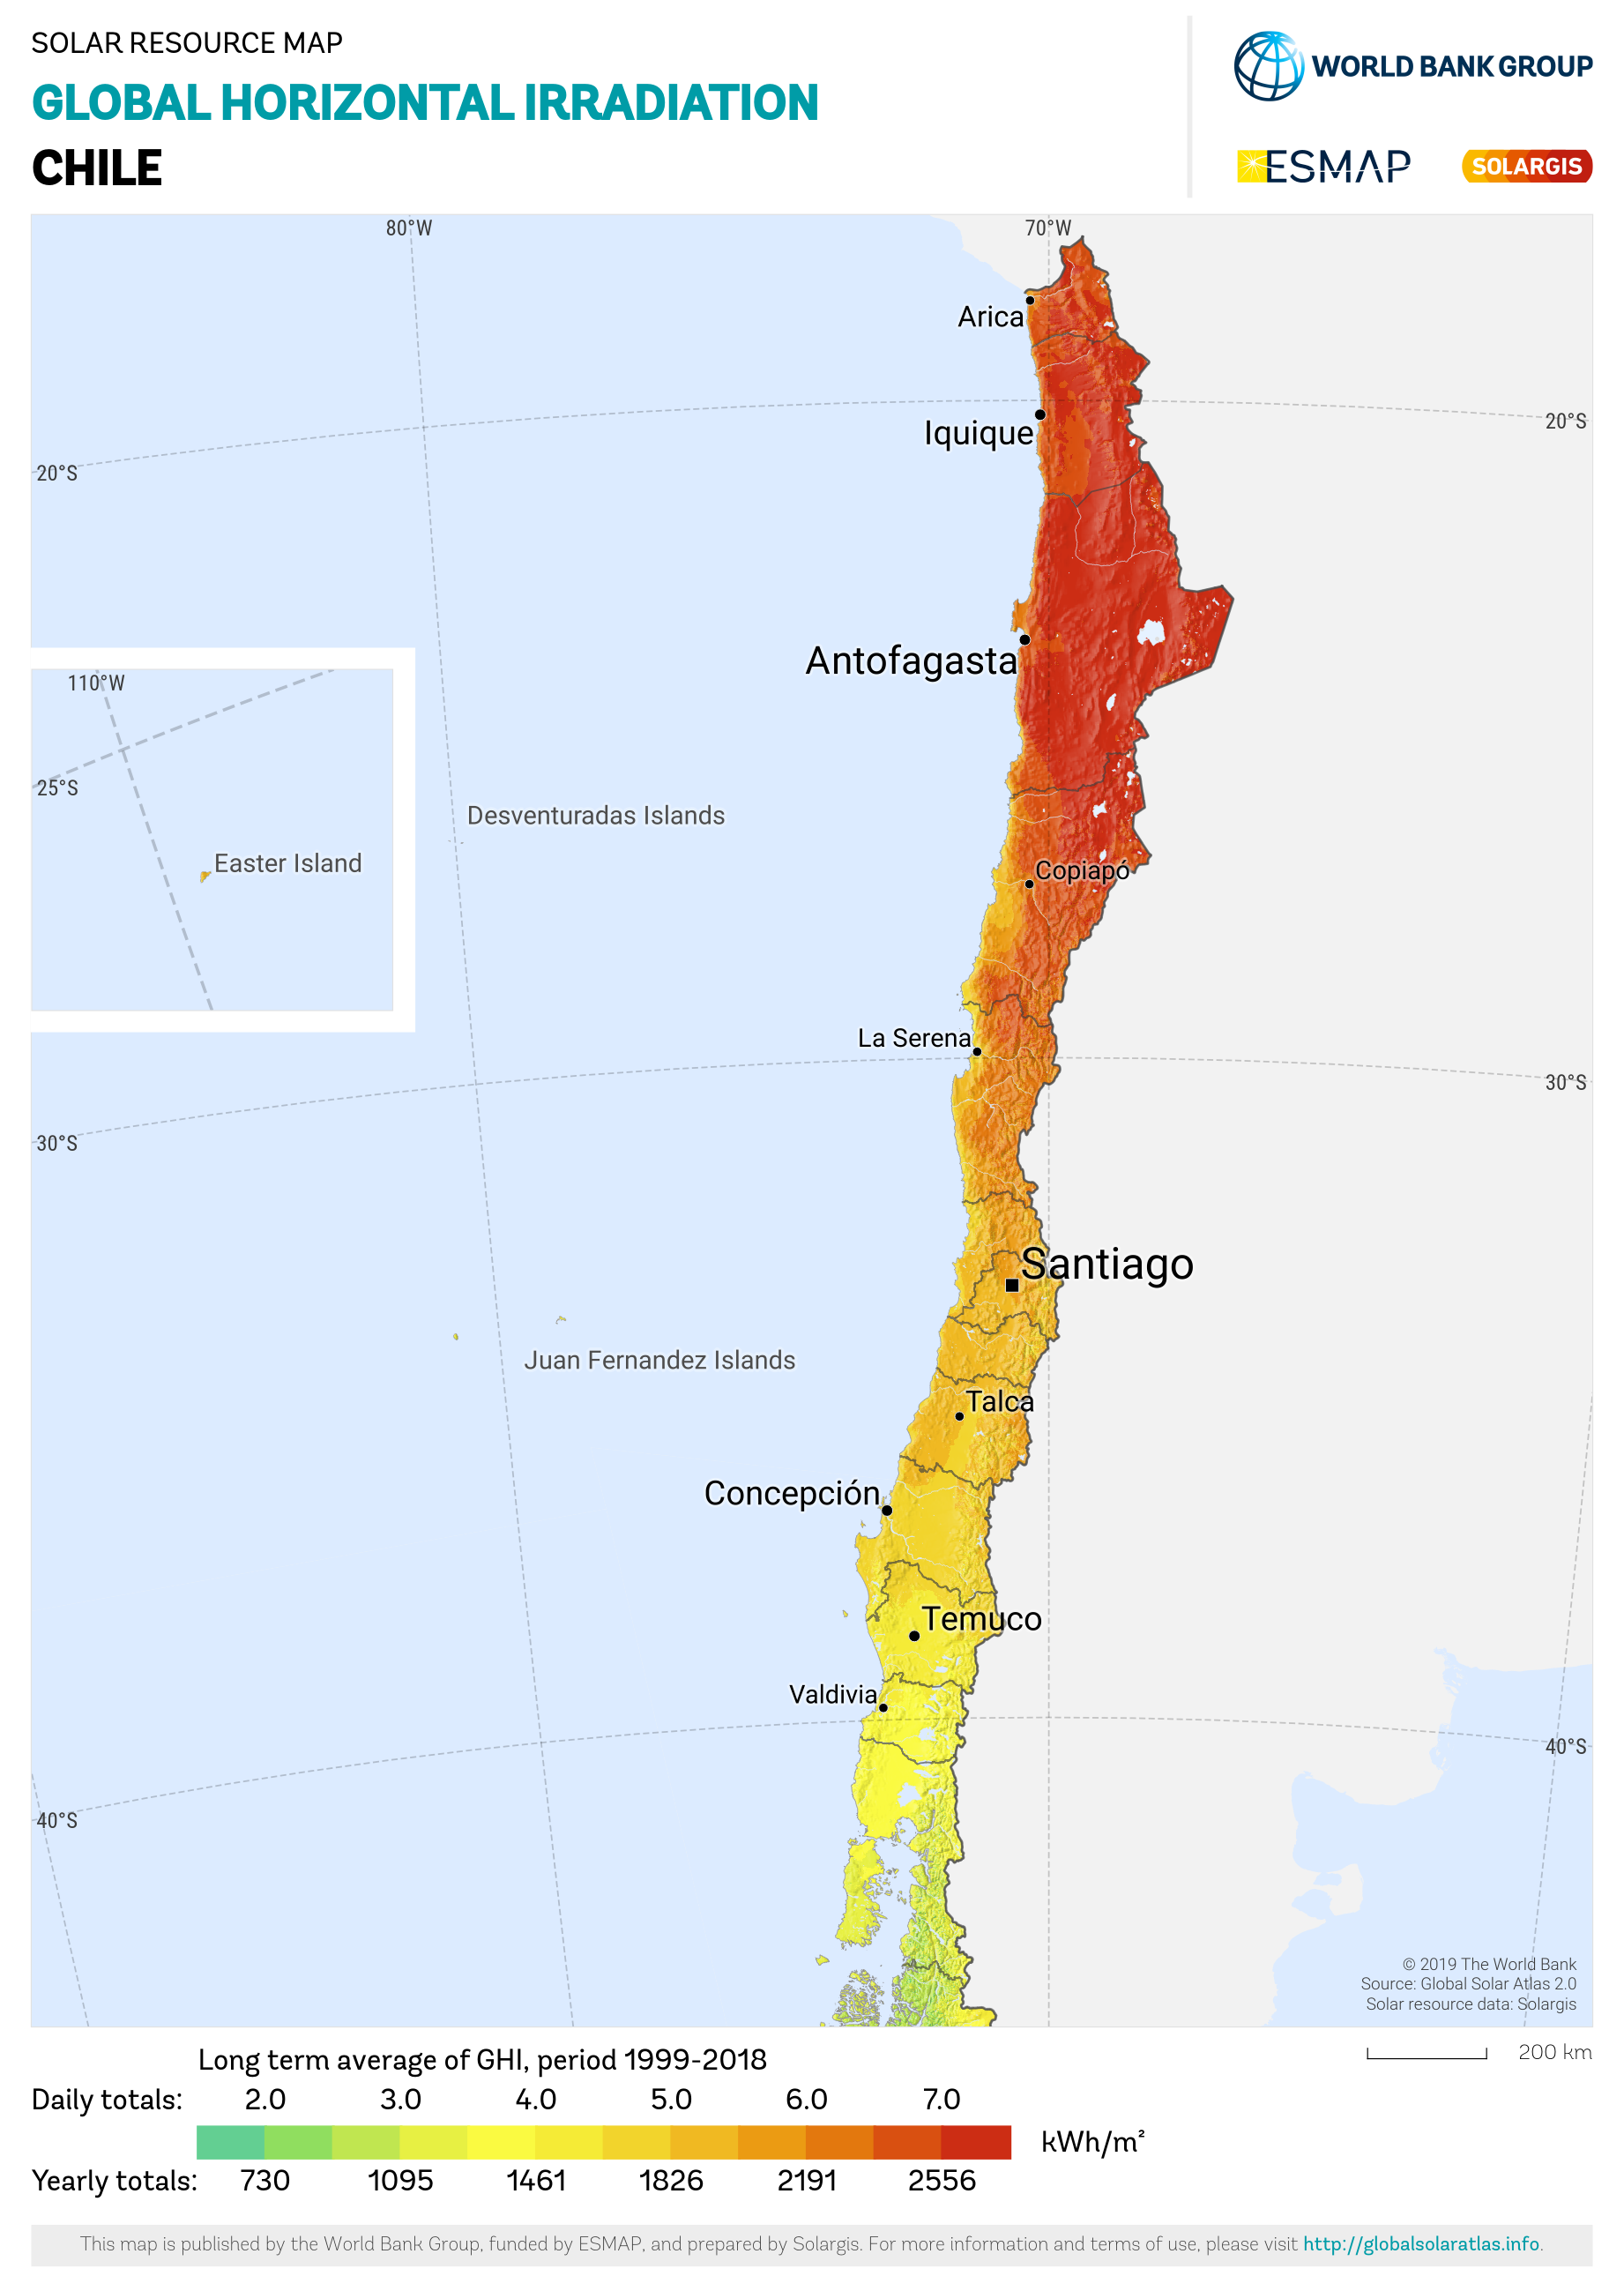 SOLAR RESOURCE MAP
GLOBAL HORIZONTAL IRRADIATION
CHILE
WORLD BANK GROUP
ESMAP
SOLARGIS
80°W
70°W
Arica
Iquique
20°S
20°S
Antofagasta
110°W
25°S
Easter Island
Desventuradas Islands
Copiapó
La Serena
30°S
30°S
Santiago
Juan Fernandez Islands
Talca
Concepción
Temuco
Valdivia
40°S
40°S
© 2019 The World Bank
Source: Global Solar Atlas 2.0
Solar resource data: Solargis
200 km
Long term average of GHI, period 1999-2018
Daily totals: 2.0 3.0 4.0 5.0 6.0 7.0
kWh/m²
Yearly totals: 730 1095 1461 1826 2191 2556
This map is published by the World Bank Group, funded by ESMAP, and prepared by Solargis. For more information and terms of use, please visit http://globalsolaratlas.info.